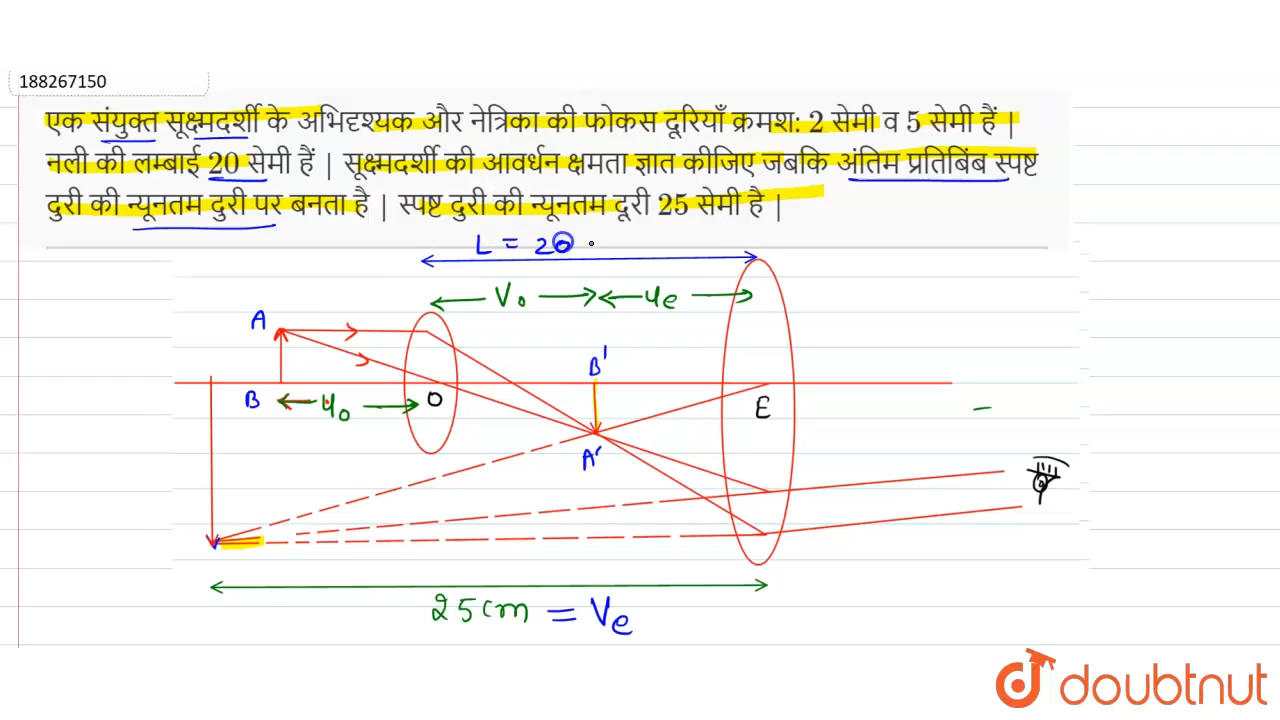 188267150
एक संयुक्त सूक्ष्मदर्शी के अभिदृश्यक और नेत्रिका की फोकस दूरियाँ क्रमश: 2 सेमी व 5 सेमी हैं |
नली की लम्बाई 20 सेमी हैं | सूक्ष्मदर्शी की आवर्धन क्षमता ज्ञात कीजिए जबकि अंतिम प्रतिबिंब स्पष्ट
दुरी की न्यूनतम दुरी पर बनता है | स्पष्ट दुरी की न्यूनतम दूरी 25 सेमी है |
L = 20
V₀ uₑ
A
B'
B u₀ O E
A'
25cm = Vₑ
doubtnut